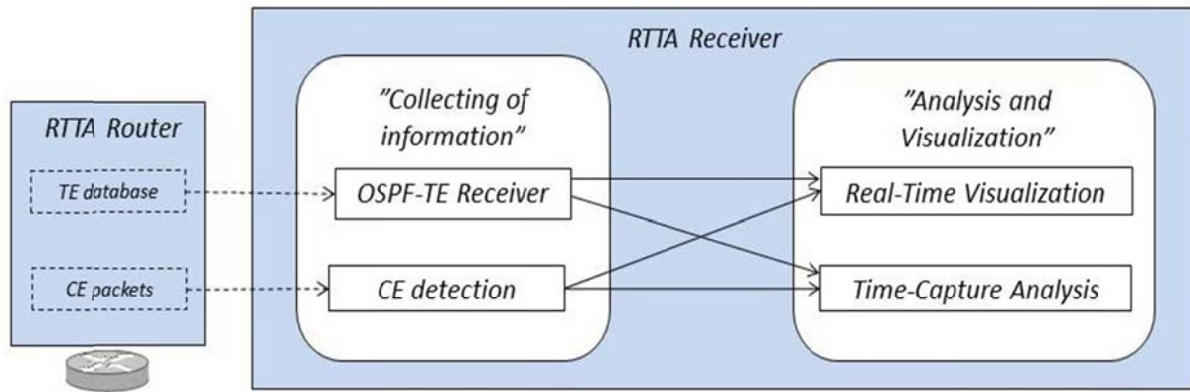 RTTA Receiver
RTTA Router
TE database
CE packets
"Collecting of
information"
OSPF-TE Receiver
CE detection
"Analysis and
Visualization"
Real-Time Visualization
Time-Capture Analysis